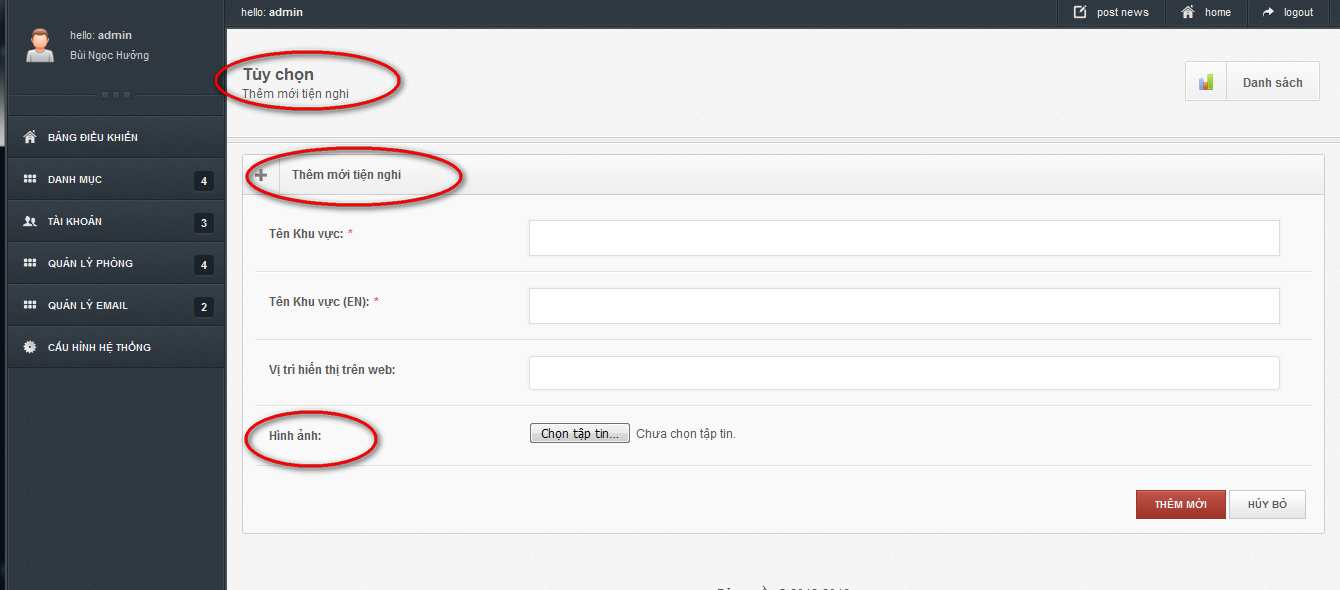 hello: admin
post news
home
logout
hello: admin
Bùi Ngọc Hưởng
BẢNG ĐIỀU KHIỂN
DANH MỤC 4
TÀI KHOẢN 3
QUẢN LÝ PHÒNG 4
QUẢN LÝ EMAIL 2
CẤU HÌNH HỆ THỐNG
Tùy chọn
Thêm mới tiện nghi
Danh sách
Thêm mới tiện nghi
Tên Khu vực: *
Tên Khu vực (EN): *
Vị trí hiển thị trên web:
Hình ảnh:
Chọn tập tin... Chưa chọn tập tin.
THÊM MỚI
HỦY BỎ